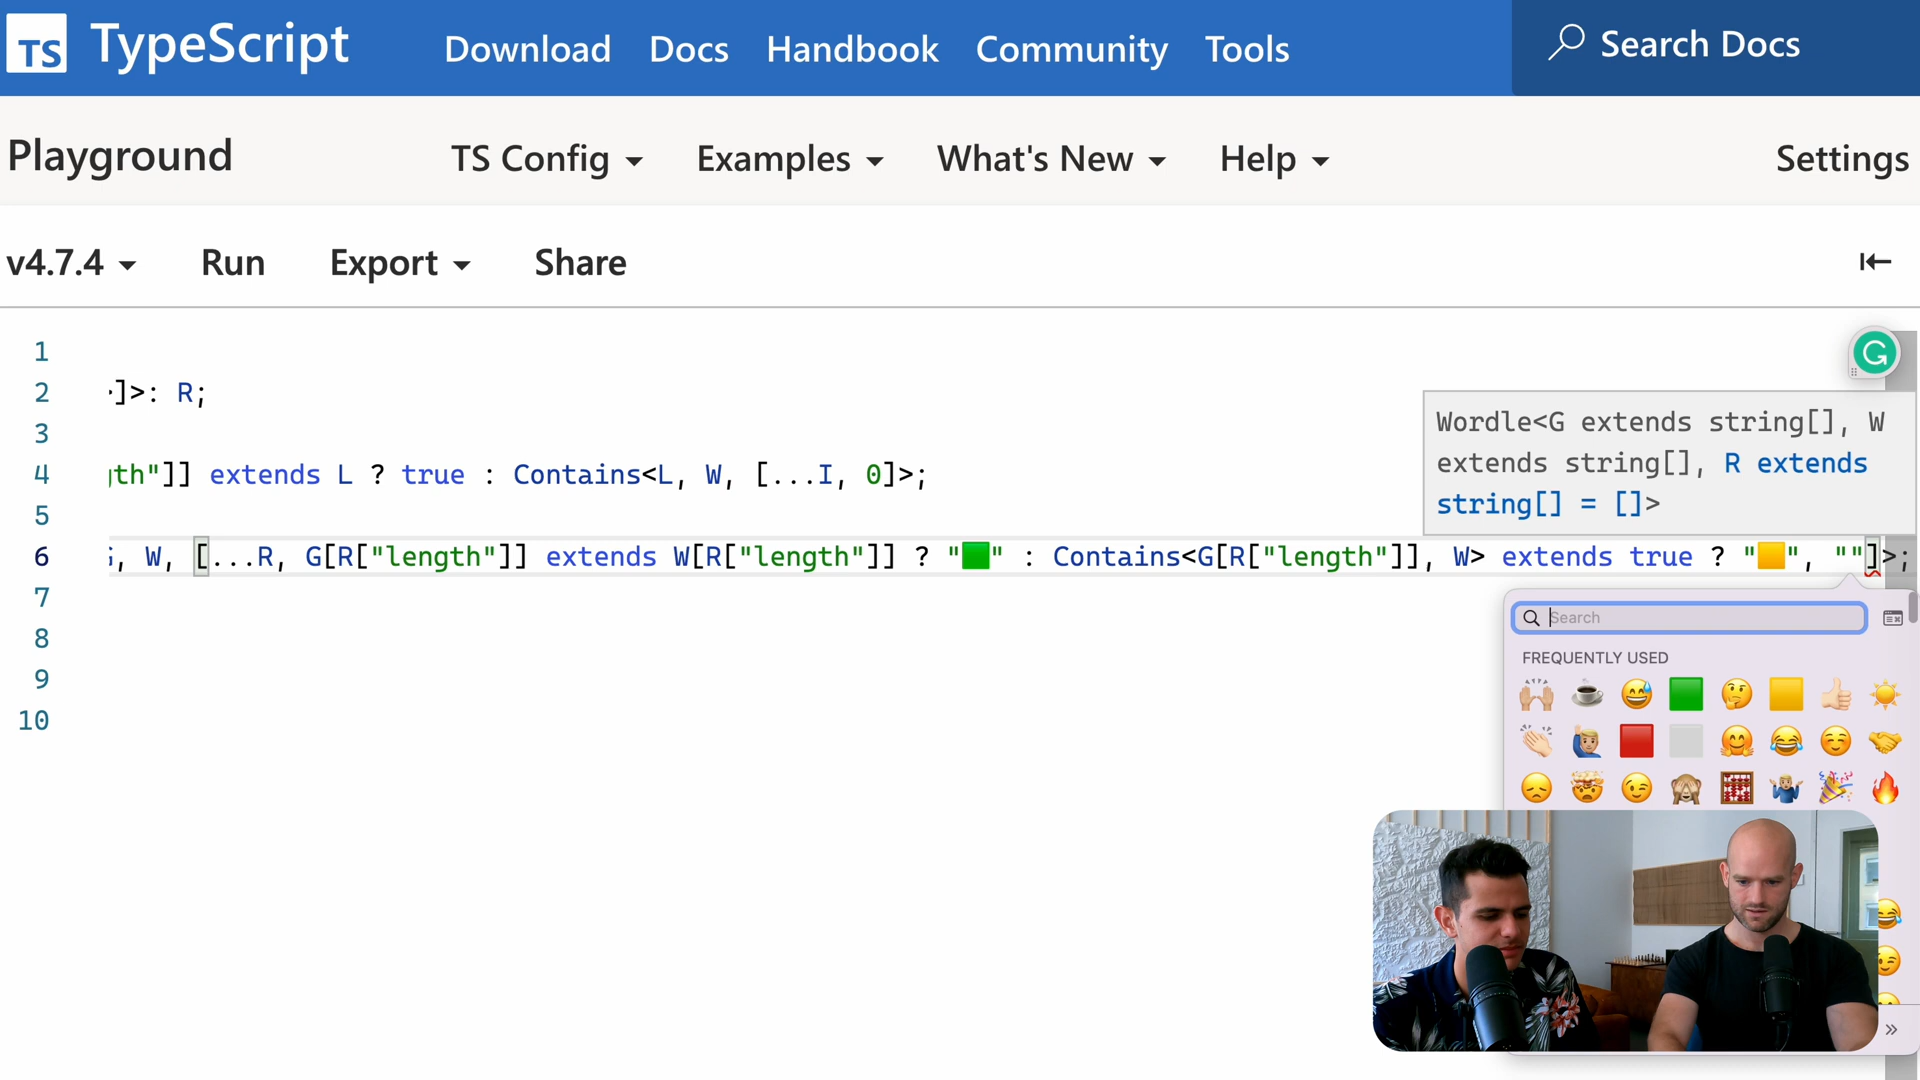 TS TypeScript Download Docs Handbook Community Tools Search Docs
Playground TS Config Examples What's New Help Settings
v4.7.4 Run Export Share
1
2 ]>: R;
3
4 th"]] extends L ? true : Contains<L, W, [...I, 0]>;
5
6 , W, [...R, G[R["length"]] extends W[R["length"]] ? "🟩" : Contains<G[R["length"]], W> extends true ? "🟨", ""]>;
7
8
9
10
Wordle<G extends string[], W
extends string[], R extends
string[] = []>
Search
FREQUENTLY USED